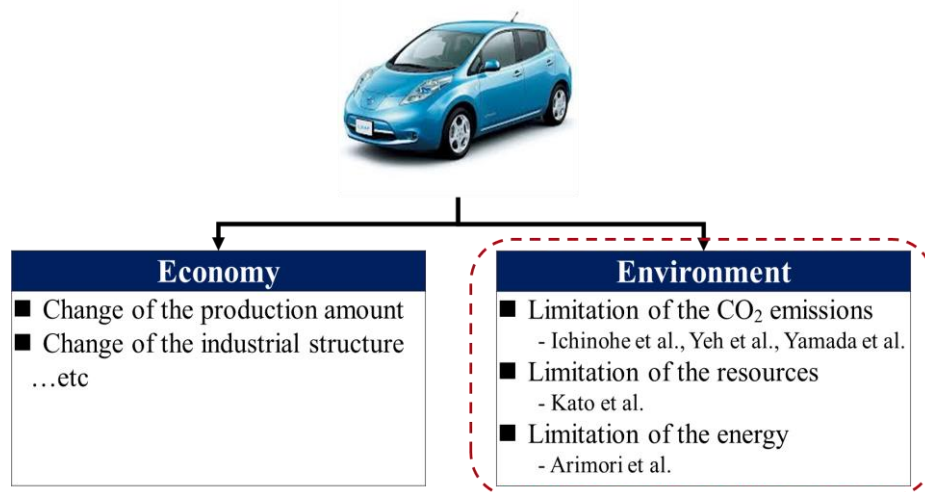 Economy
■ Change of the production amount
■ Change of the industrial structure
…etc
Environment
■ Limitation of the CO₂ emissions
- Ichinohe et al., Yeh et al., Yamada et al.
■ Limitation of the resources
- Kato et al.
■ Limitation of the energy
- Arimori et al.